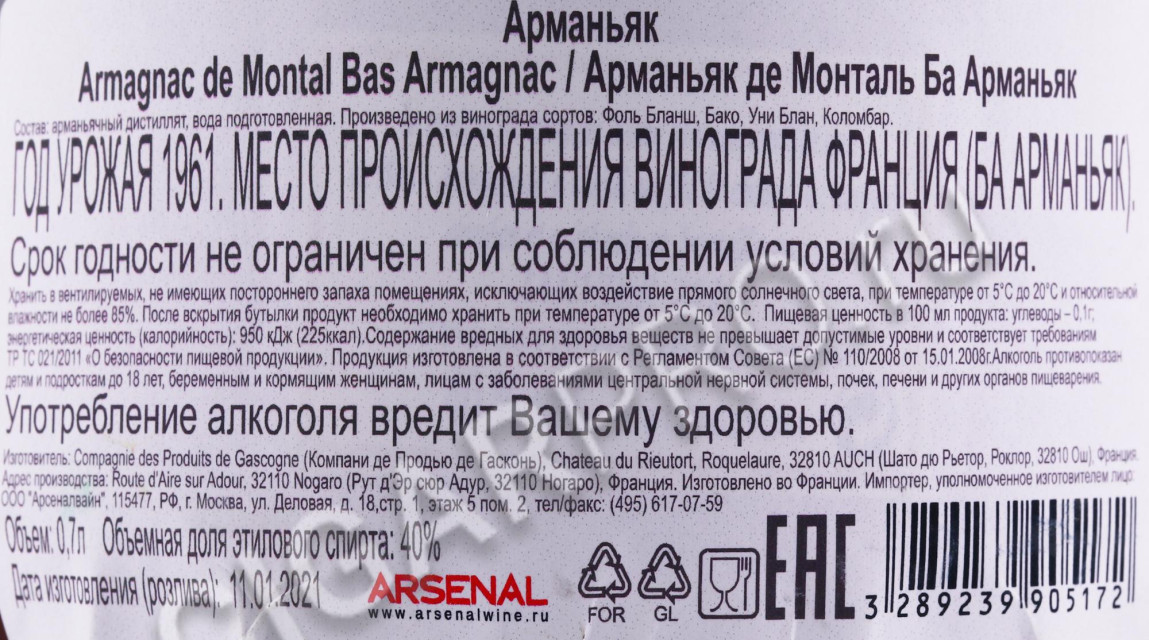 Арманьяк
Armagnac de Montal Bas Armagnac / Арманьяк де Монталь Ба Арманьяк
Состав: арманьячный дистиллят, вода подготовленная. Произведено из винограда сортов: Фоль Бланш, Бако, Уни Блан, Коломбар.
ГОД УРОЖАЯ 1961. МЕСТО ПРОИСХОЖДЕНИЯ ВИНОГРАДА ФРАНЦИЯ (БА АРМАНЬЯК).
Срок годности не ограничен при соблюдении условий хранения.
Хранить в вентилируемых, не имеющих постороннего запаха помещениях, исключающих воздействие прямого солнечного света, при температуре от 5°С до 20°С и относительной
влажности не более 85%. После вскрытия бутылки продукт необходимо хранить при температуре от 5°С до 20°С. Пищевая ценность в 100 мл продукта: углеводы – 0,1г;
энергетическая ценность (калорийность): 950 кДж (225ккал).Содержание вредных для здоровья веществ не превышает допустимые уровни и соответствует требованиям
ТР ТС 021/2011 «О безопасности пищевой продукции». Продукция изготовлена в соответствии с Регламентом Совета (ЕС) № 110/2008 от 15.01.2008г.Алкоголь противопоказан
детям и подросткам до 18 лет, беременным и кормящим женщинам, лицам с заболеваниями центральной нервной системы, почек, печени и других органов пищеварения.
Употребление алкоголя вредит Вашему здоровью.
Изготовитель: Compagnie des Produits de Gascogne (Компани де Продью де Гасконь), Chateau du Rieutort, Roquelaure, 32810 AUCH (Шато дю Рьетор, Роклор, 32810 Ош), Франция.
Адрес производства: Route d'Aire sur Adour, 32110 Nogaro (Рут д'Эр сюр Адур, 32110 Ногаро), Франция. Изготовлено во Франции. Импортер, уполномоченное изготовителем лицо:
ООО "Арсеналвайн", 115477, РФ, г. Москва, ул. Деловая, д. 18,стр. 1, этаж 5 пом. 2, тел/факс: (495) 617-07-59
Объем: 0,7л Объемная доля этилового спирта: 40%
Дата изготовления (розлива): 11.01.2021
ARSENAL
www.arsenalwine.ru
FOR
GL
EAC
3 289239 905172
CIGARPRO.ru